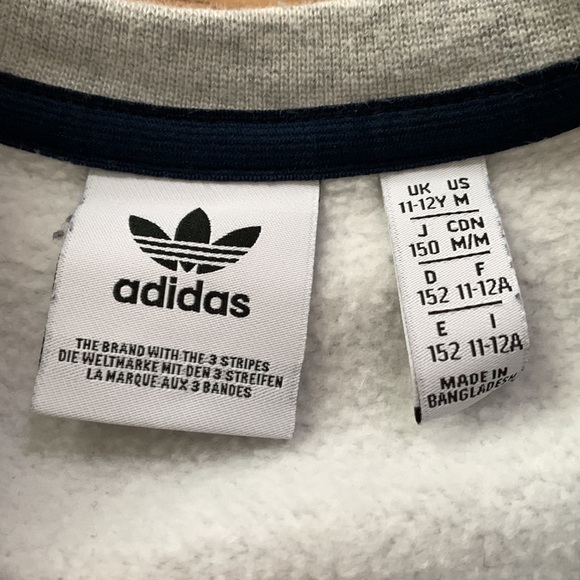 adidas
THE BRAND WITH THE 3 STRIPES
DIE WELTMARKE MIT DEN 3 STREIFEN
LA MARQUE AUX 3 BANDES
UK US
11-12Y M
J CDN
150 M/M
D F
152 11-12A
E I
152 11-12A
MADE IN
BANGLADESH